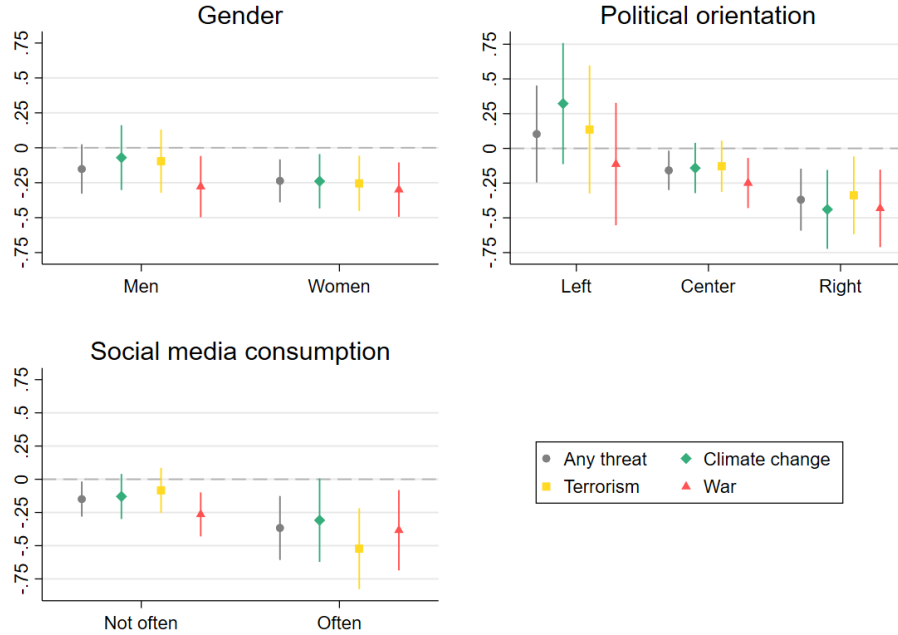 Gender
.75
.5
.25
0
-.25
-.5
-.75
Men Women
Political orientation
.75
.5
.25
0
-.25
-.5
-.75
Left Center Right
Social media consumption
.75
.5
.25
0
-.25
-.5
-.75
Not often Often
Any threat Climate change
Terrorism War